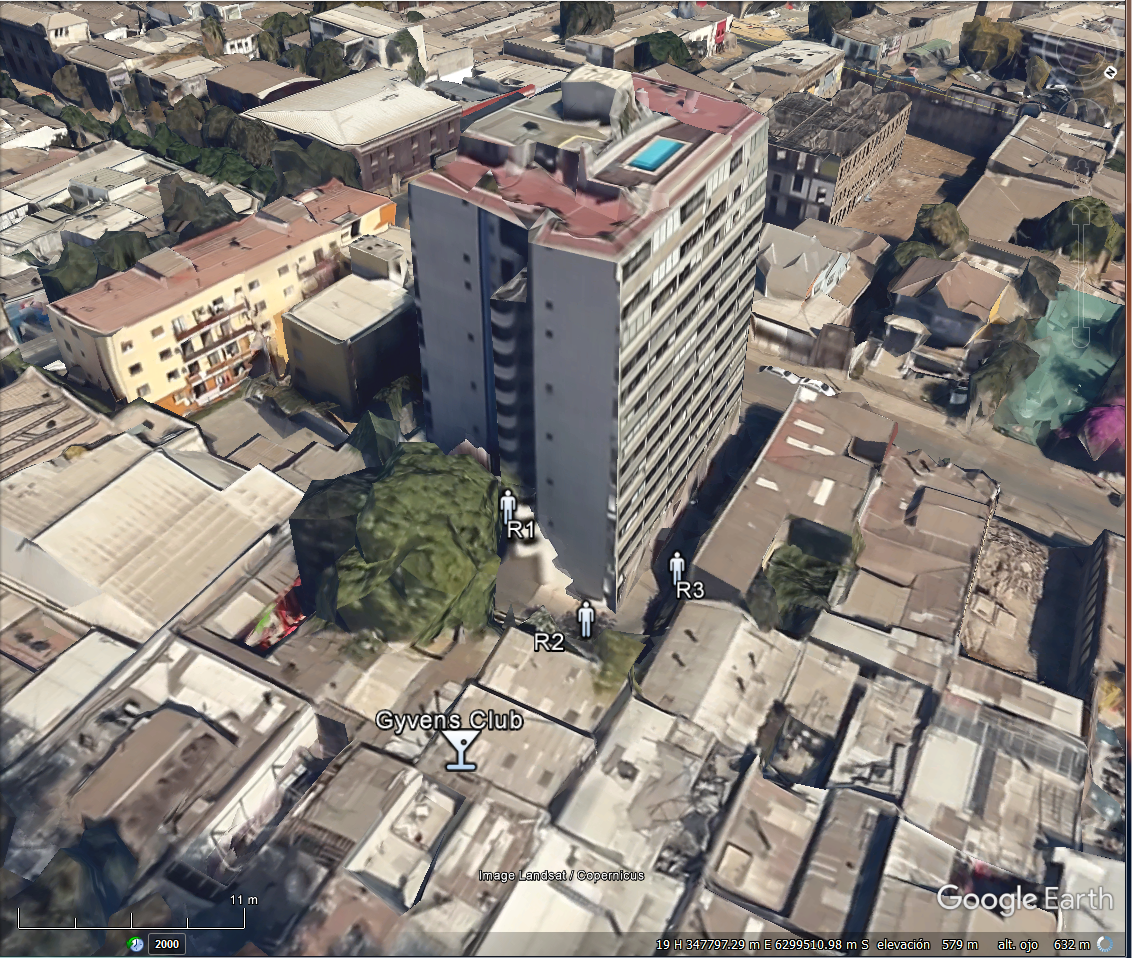 N
R1
R3
R2
Gyvens Club
Image Landsat / Copernicus
11 m
Google Earth
2000
19 H 347797.29 m E 6299510.98 m S elevación 579 m alt. ojo 632 m